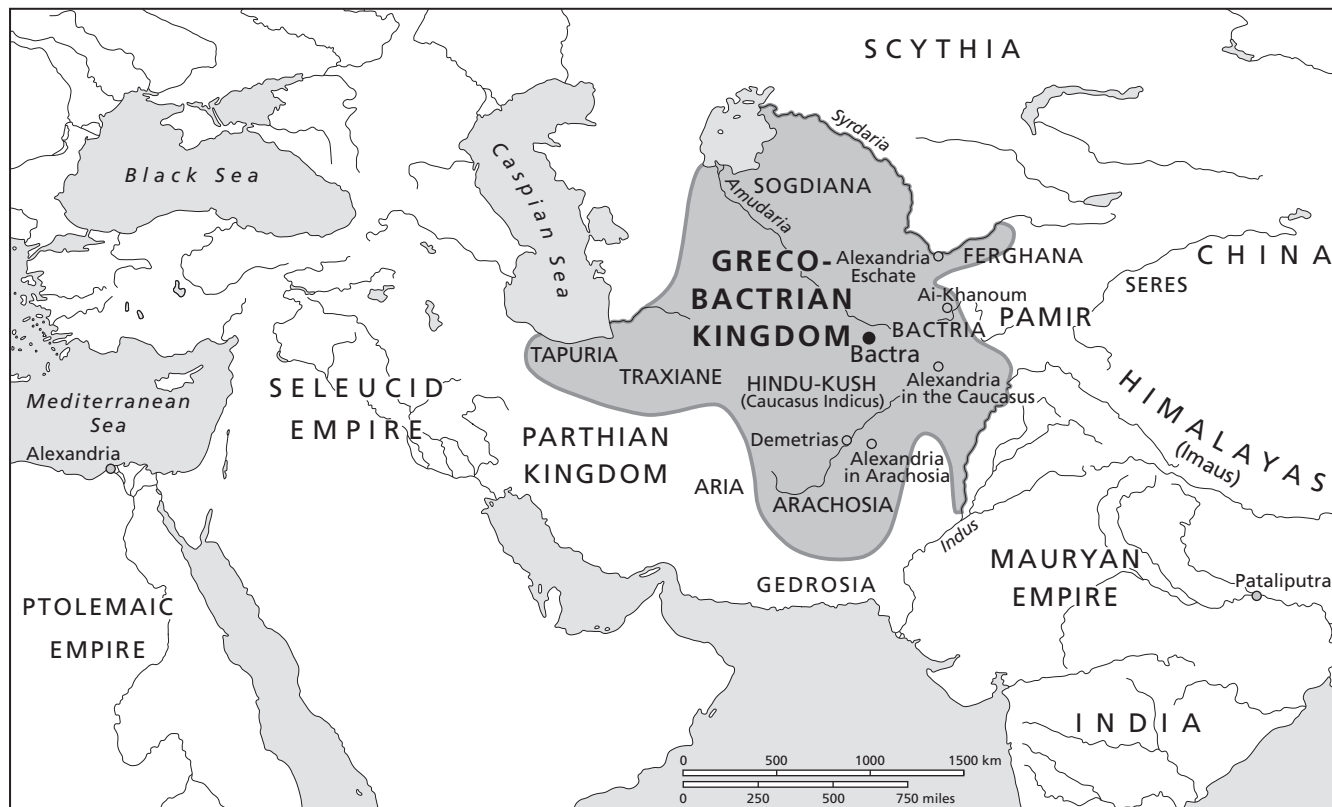 SCYTHIA
Black Sea
Caspian Sea
Syrdaria
Amudaria
SOGDIANA
GRECO-
BACTRIAN
KINGDOM
Alexandria
Eschate
FERGHANA
CHINA
SERES
Ai-Khanoum
PAMIR
BACTRIA
Bactra
TAPURIA
TRAXIANE
HINDU-KUSH
(Caucasus Indicus)
Alexandria
in the Caucasus
HIMALAYAS
(Imaus)
SELEUCID
EMPIRE
Mediterranean
Sea
Alexandria
PARTHIAN
KINGDOM
Demetrias
Alexandria
in Arachosia
ARIA
ARACHOSIA
Indus
GEDROSIA
MAURYAN
EMPIRE
Pataliputra
PTOLEMAIC
EMPIRE
INDIA
0 500 1000 1500 km
0 250 500 750 miles